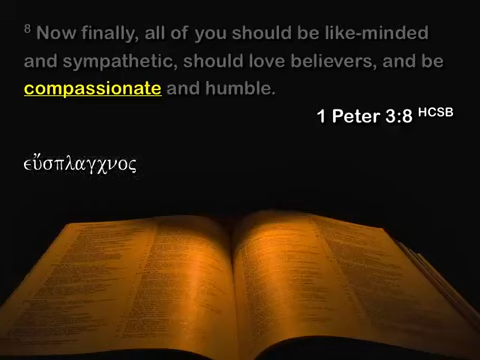 8 Now finally, all of you should be like-minded
and sympathetic, should love believers, and be
compassionate and humble.
1 Peter 3:8 HCSB
εὔσπλαγχνος